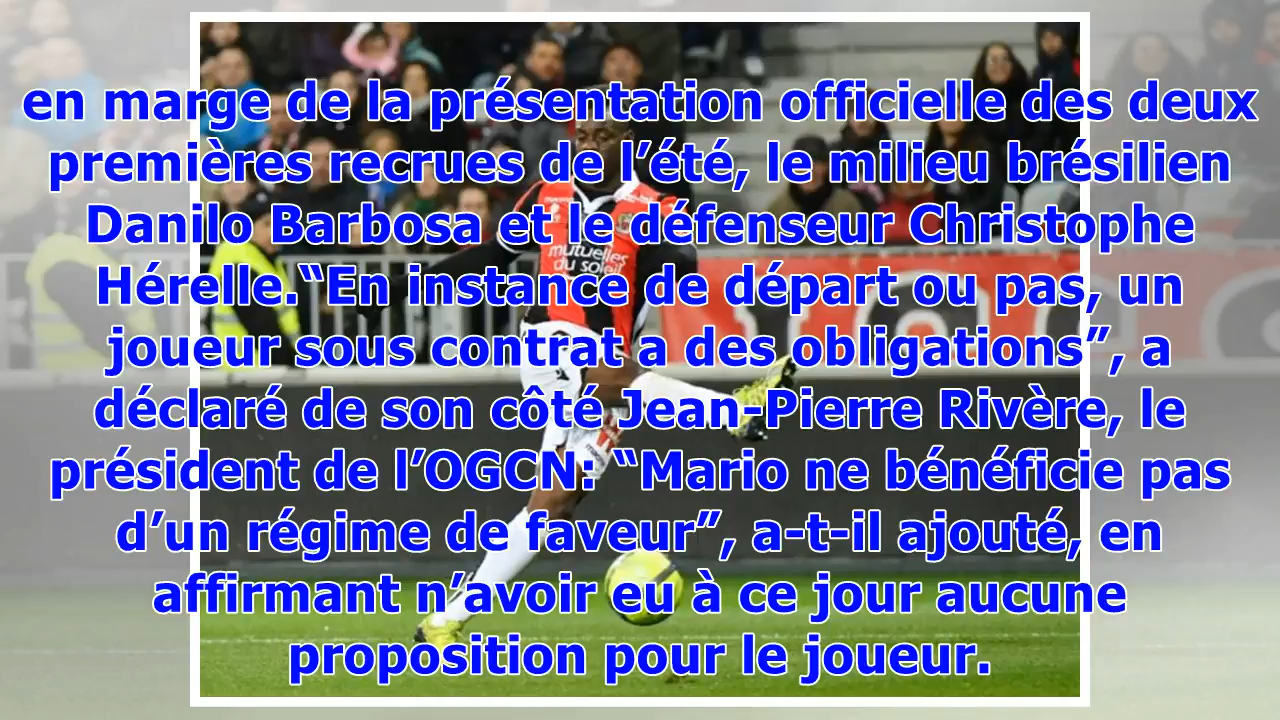 en marge de la présentation officielle des deux
premières recrues de l’été, le milieu brésilien
Danilo Barbosa et le défenseur Christophe
Hérelle.“En instance de départ ou pas, un
joueur sous contrat a des obligations”, a
déclaré de son côté Jean-Pierre Rivère, le
président de l’OGCN: “Mario ne bénéficie pas
d’un régime de faveur”, a-t-il ajouté, en
affirmant n’avoir eu à ce jour aucune
proposition pour le joueur.
mutuelles
du soleil